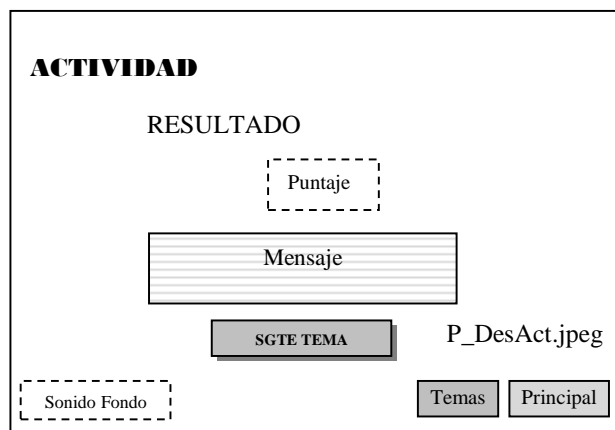 ACTIVIDAD
RESULTADO
Puntaje
Mensaje
SGTE TEMA
P_DesAct.jpeg
Sonido Fondo
Temas
Principal